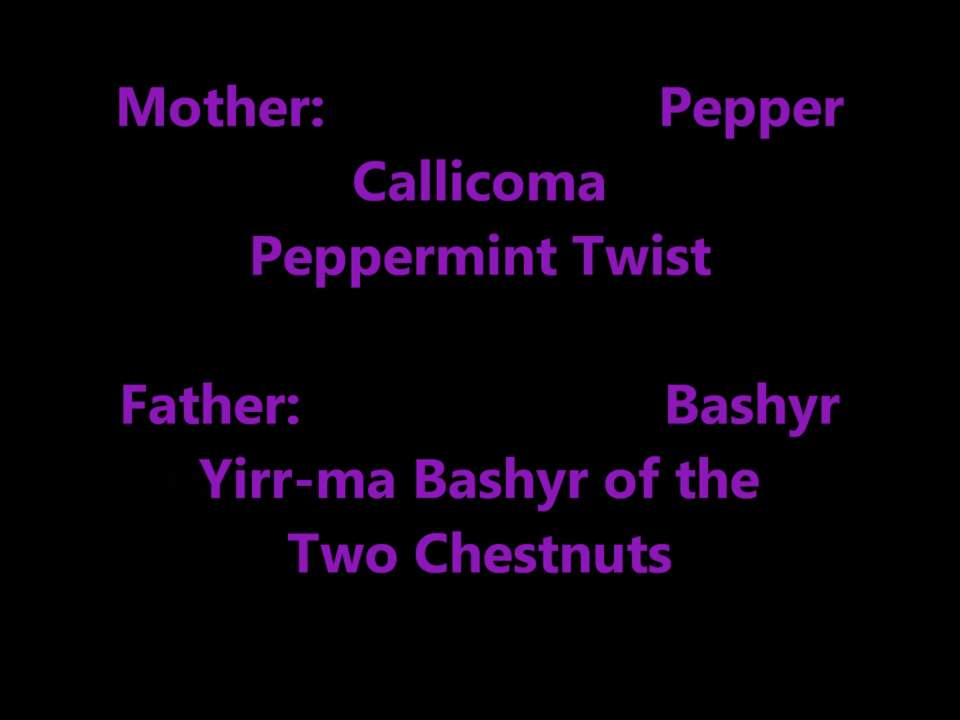 Mother: Pepper
Callicoma
Peppermint Twist
Father: Bashyr
Yirr-ma Bashyr of the
Two Chestnuts